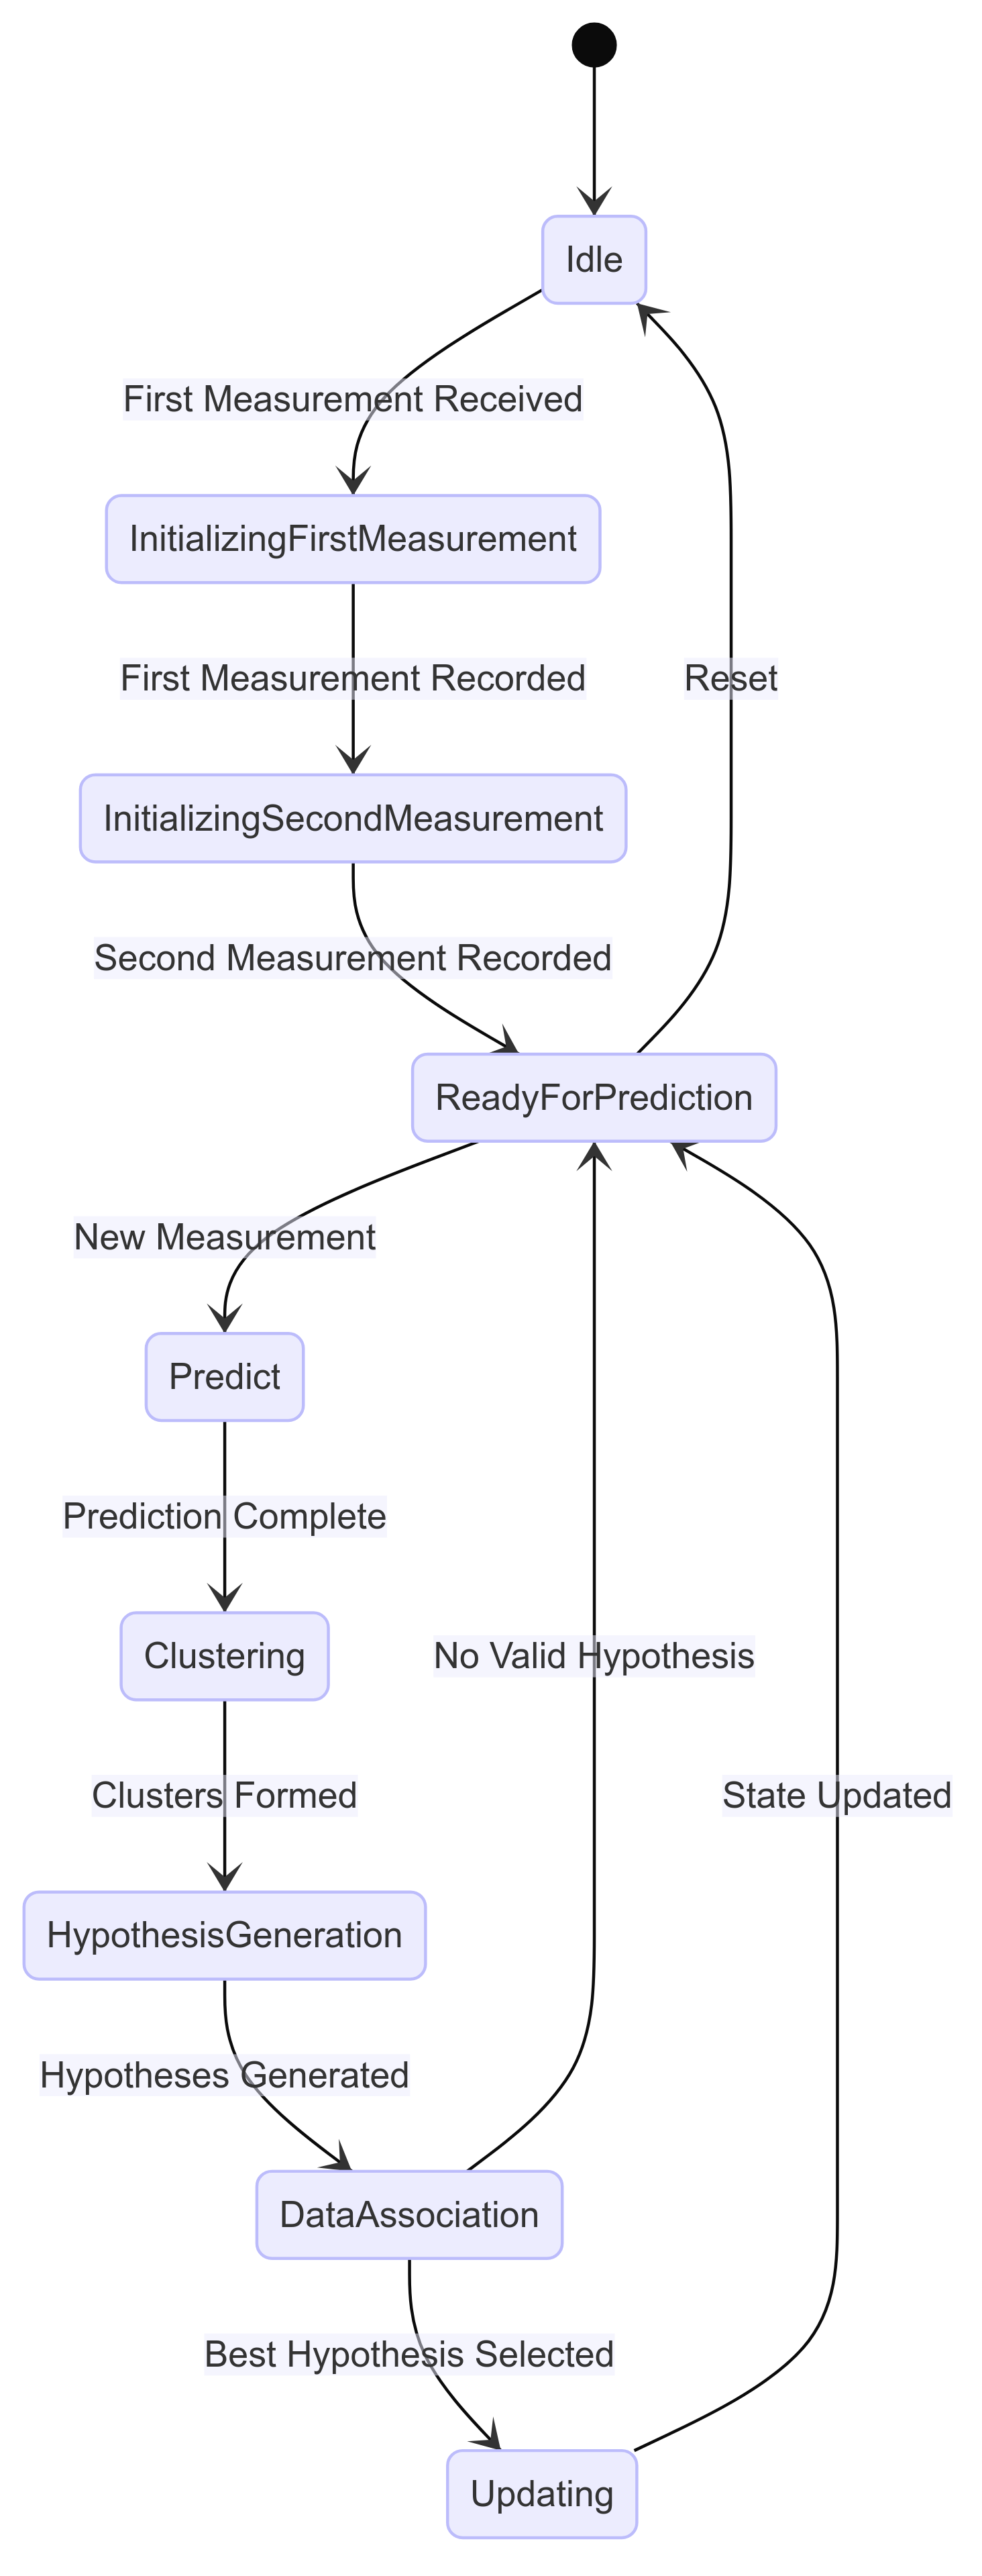 Idle
First Measurement Received
InitializingFirstMeasurement
First Measurement Recorded
Reset
InitializingSecondMeasurement
Second Measurement Recorded
ReadyForPrediction
New Measurement
Predict
Prediction Complete
Clustering
No Valid Hypothesis
Clusters Formed
State Updated
HypothesisGeneration
Hypotheses Generated
DataAssociation
Best Hypothesis Selected
Updating